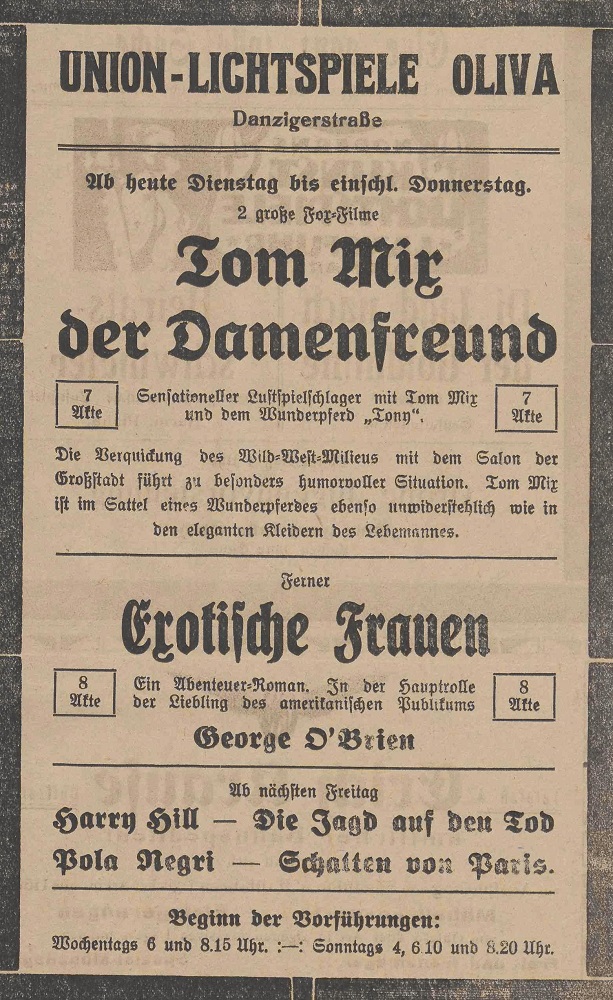 UNION-LICHTSPIELE OLIVA
Danzigerstraße
Ab heute Dienstag bis einschl. Donnerstag.
2 große Fox-Filme
Tom Mix
der Damenfreund
7 Akte
Sensationeller Lustspielschlager mit Tom Mix
und dem Wunderpferd „Tony“.
7 Akte
Die Verquickung des Wild-West-Milieus mit dem Salon der
Großstadt führt zu besonders humorvoller Situation. Tom Mix
ist im Sattel eines Wunderpferdes ebenso unwiderstehlich wie in
den eleganten Kleidern des Lebemannes.
Ferner
Exotische Frauen
8 Akte
Ein Abenteuer-Roman. In der Hauptrolle
der Liebling des amerikanischen Publikums
8 Akte
George O'Brien
Ab nächsten Freitag
Harry Hill — Die Jagd auf den Tod
Pola Negri — Schatten von Paris.
Beginn der Vorführungen:
Wochentags 6 und 8.15 Uhr. :—: Sonntags 4, 6.10 und 8.20 Uhr.